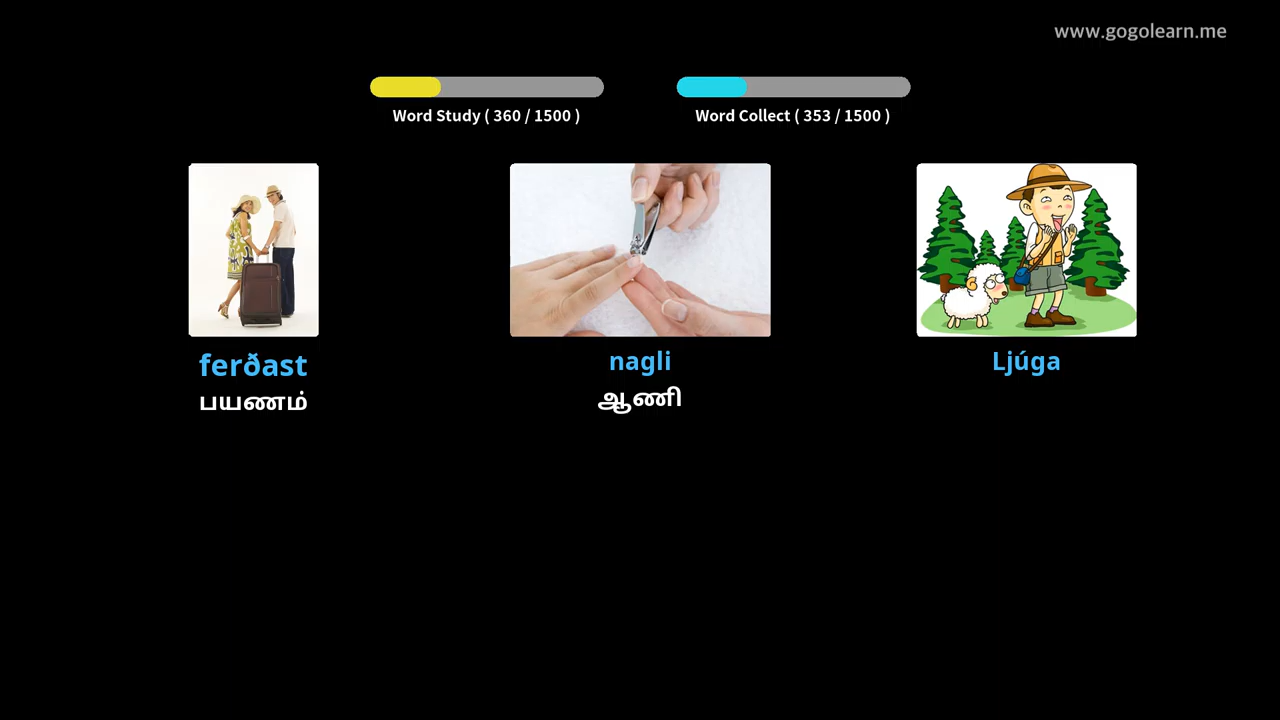 www.gogolearn.me
Word Study ( 360 / 1500 )
Word Collect ( 353 / 1500 )
ferðast
பயணம்
nagli
ஆணி
Ljúga